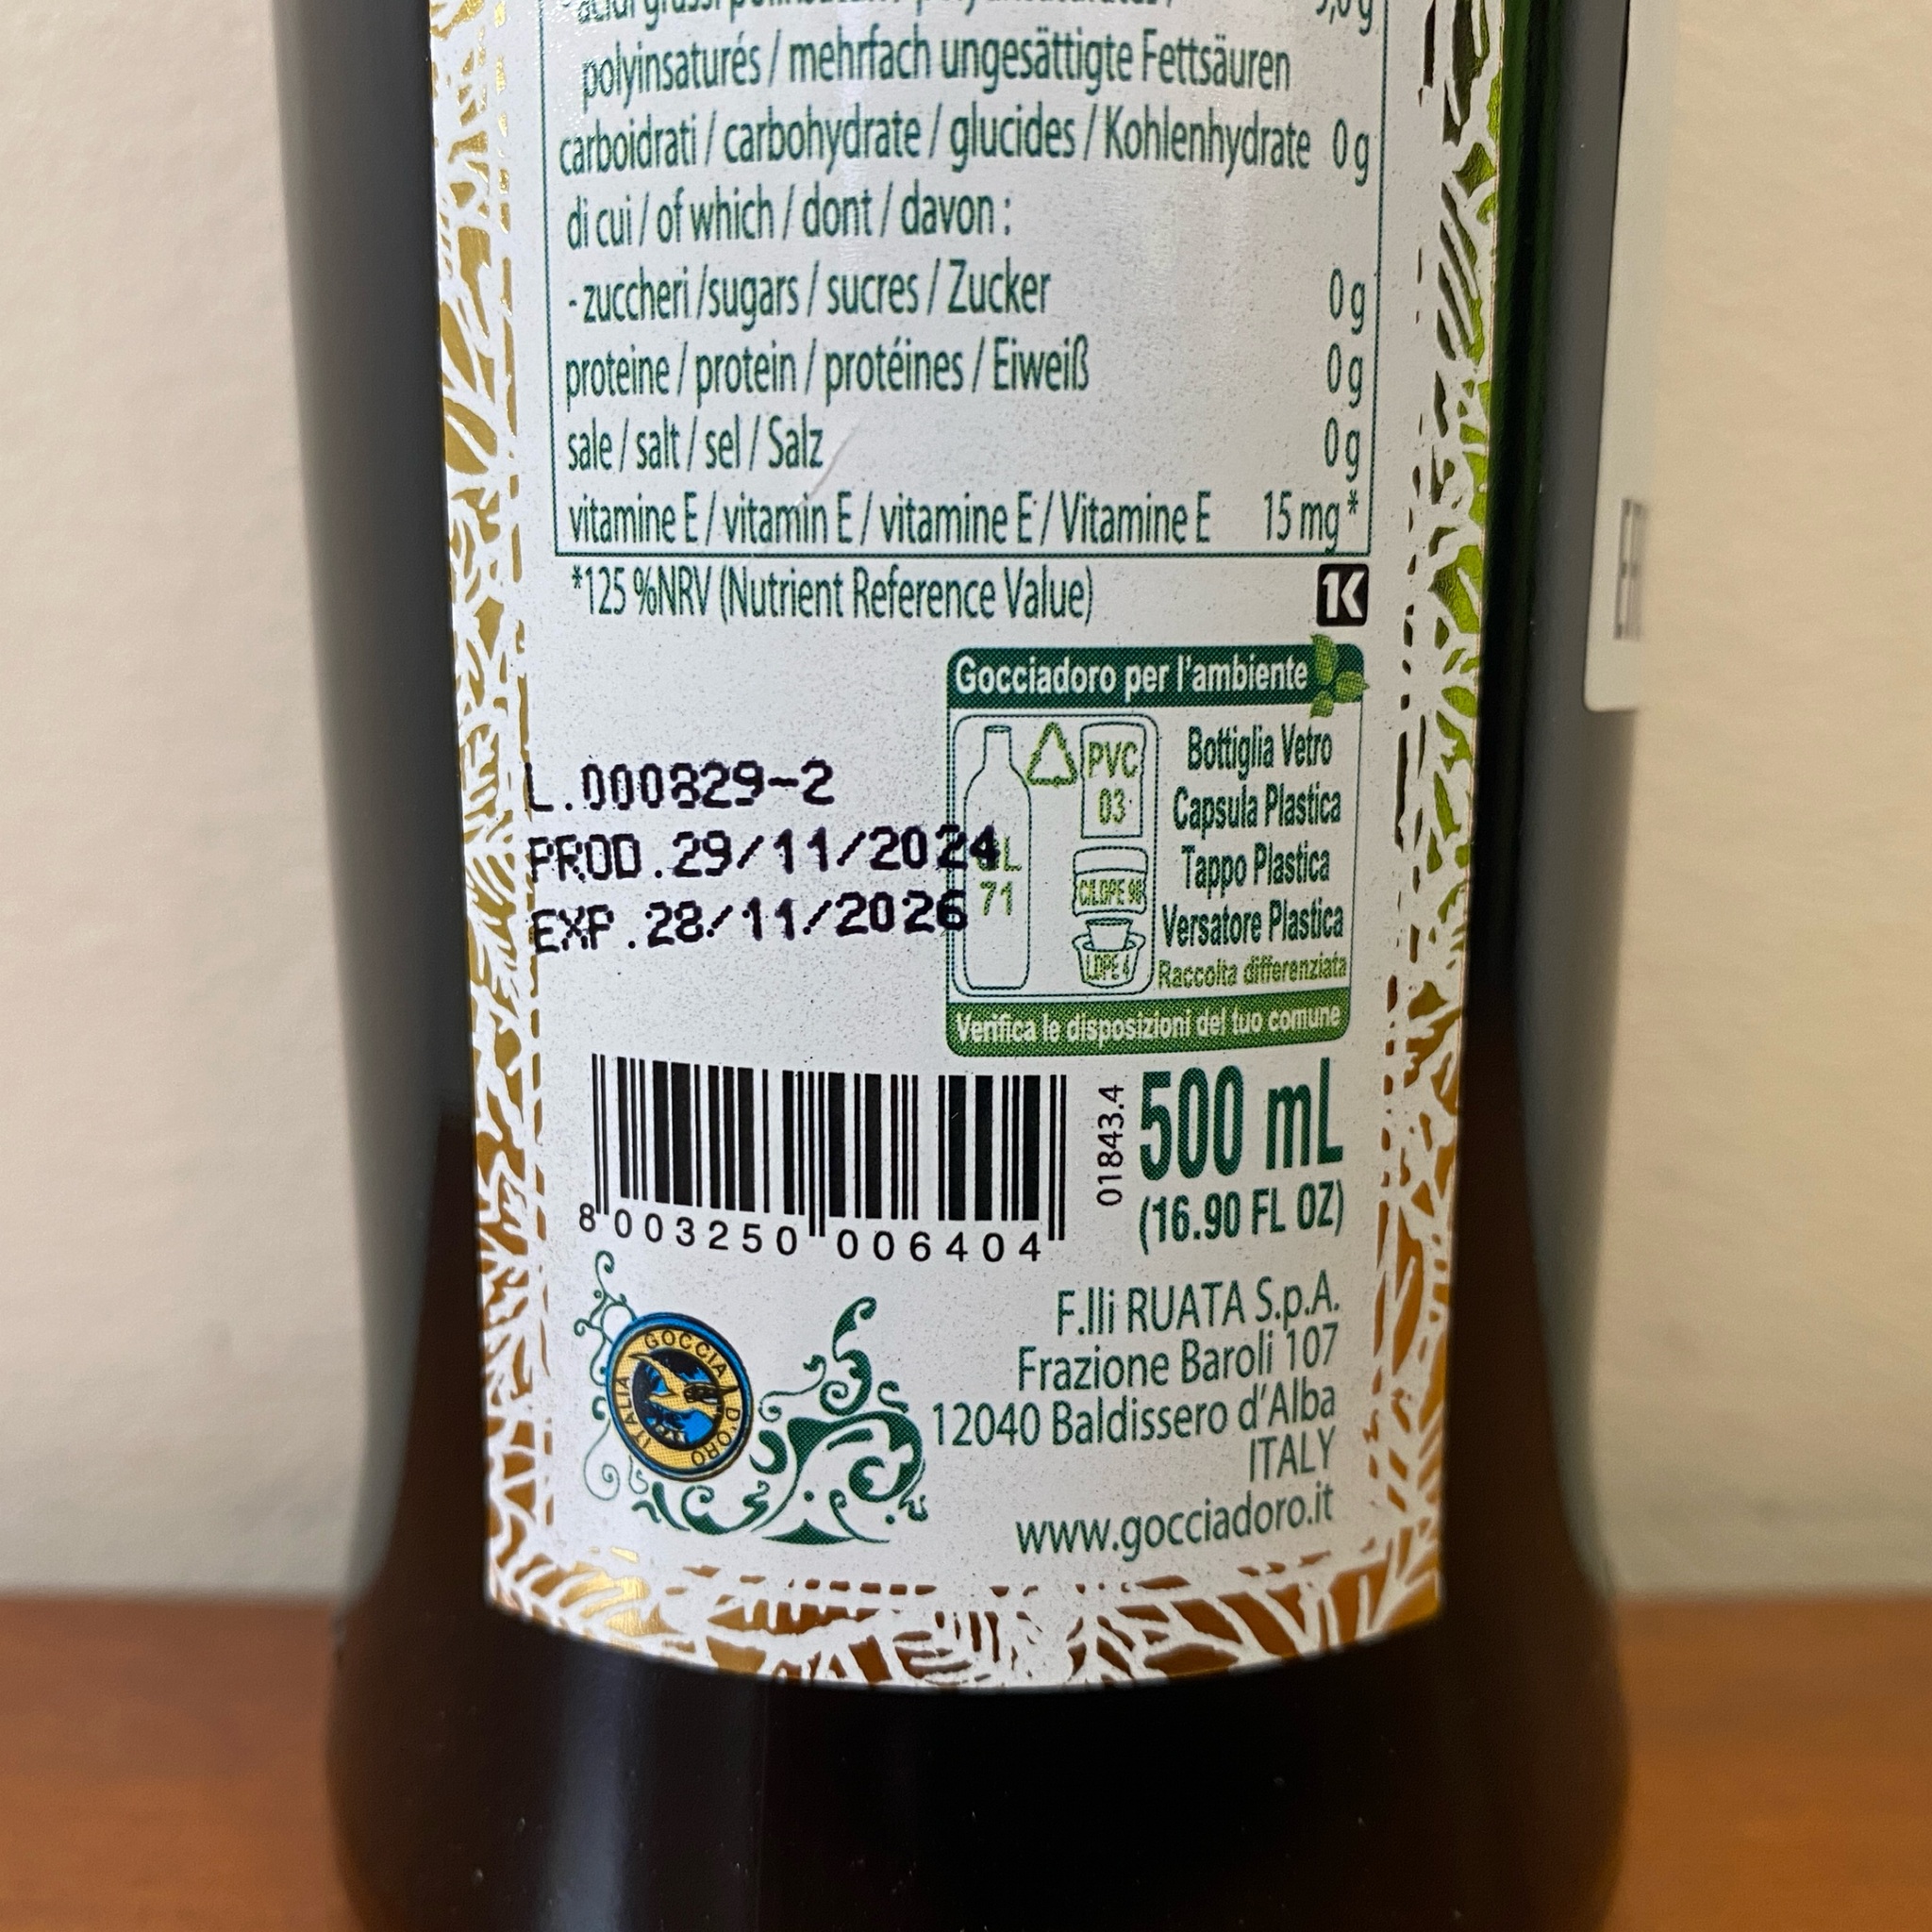 polyinsaturés / mehrfach ungesättigte Fettsäuren
carboidrati / carbohydrate / glucides / Kohlenhydrate 0 g
di cui / of which / dont / davon :
- zuccheri /sugars / sucres / Zucker 0 g
proteine / protein / protéines / Eiweiß 0 g
sale / salt / sel / Salz 0 g
vitamine E / vitamin E / vitamine E / Vitamine E 15 mg *
*125 %NRV (Nutrient Reference Value)
1K
Gocciadoro per l'ambiente
PVC
03
71
C/LDPE 90
LDPE 4
Bottiglia Vetro
Capsula Plastica
Tappo Plastica
Versatore Plastica
Raccolta differenziata
Verifica le disposizioni del tuo comune
L.000829-2
PROD.29/11/2024
EXP.28/11/2026
8 003250 006404
01843.4
500 mL
(16.90 FL OZ)
GOCCIA D'ORO ITALIA
F.lli RUATA S.p.A.
Frazione Baroli 107
12040 Baldissero d'Alba
ITALY
www.gocciadoro.it